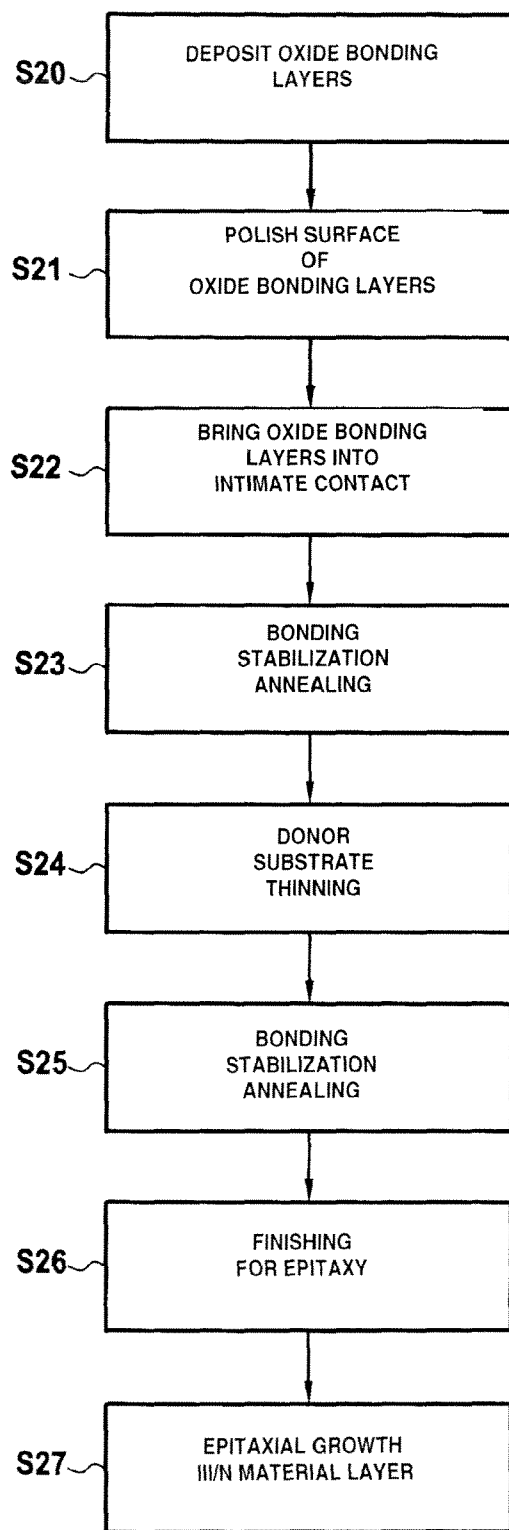 S20
DEPOSIT OXIDE BONDING
LAYERS
S21
POLISH SURFACE
OF
OXIDE BONDING LAYERS
S22
BRING OXIDE BONDING
LAYERS INTO
INTIMATE CONTACT
S23
BONDING
STABILIZATION
ANNEALING
S24
DONOR
SUBSTRATE
THINNING
S25
BONDING
STABILIZATION
ANNEALING
S26
FINISHING
FOR EPITAXY
S27
EPITAXIAL GROWTH
III/N MATERIAL LAYER